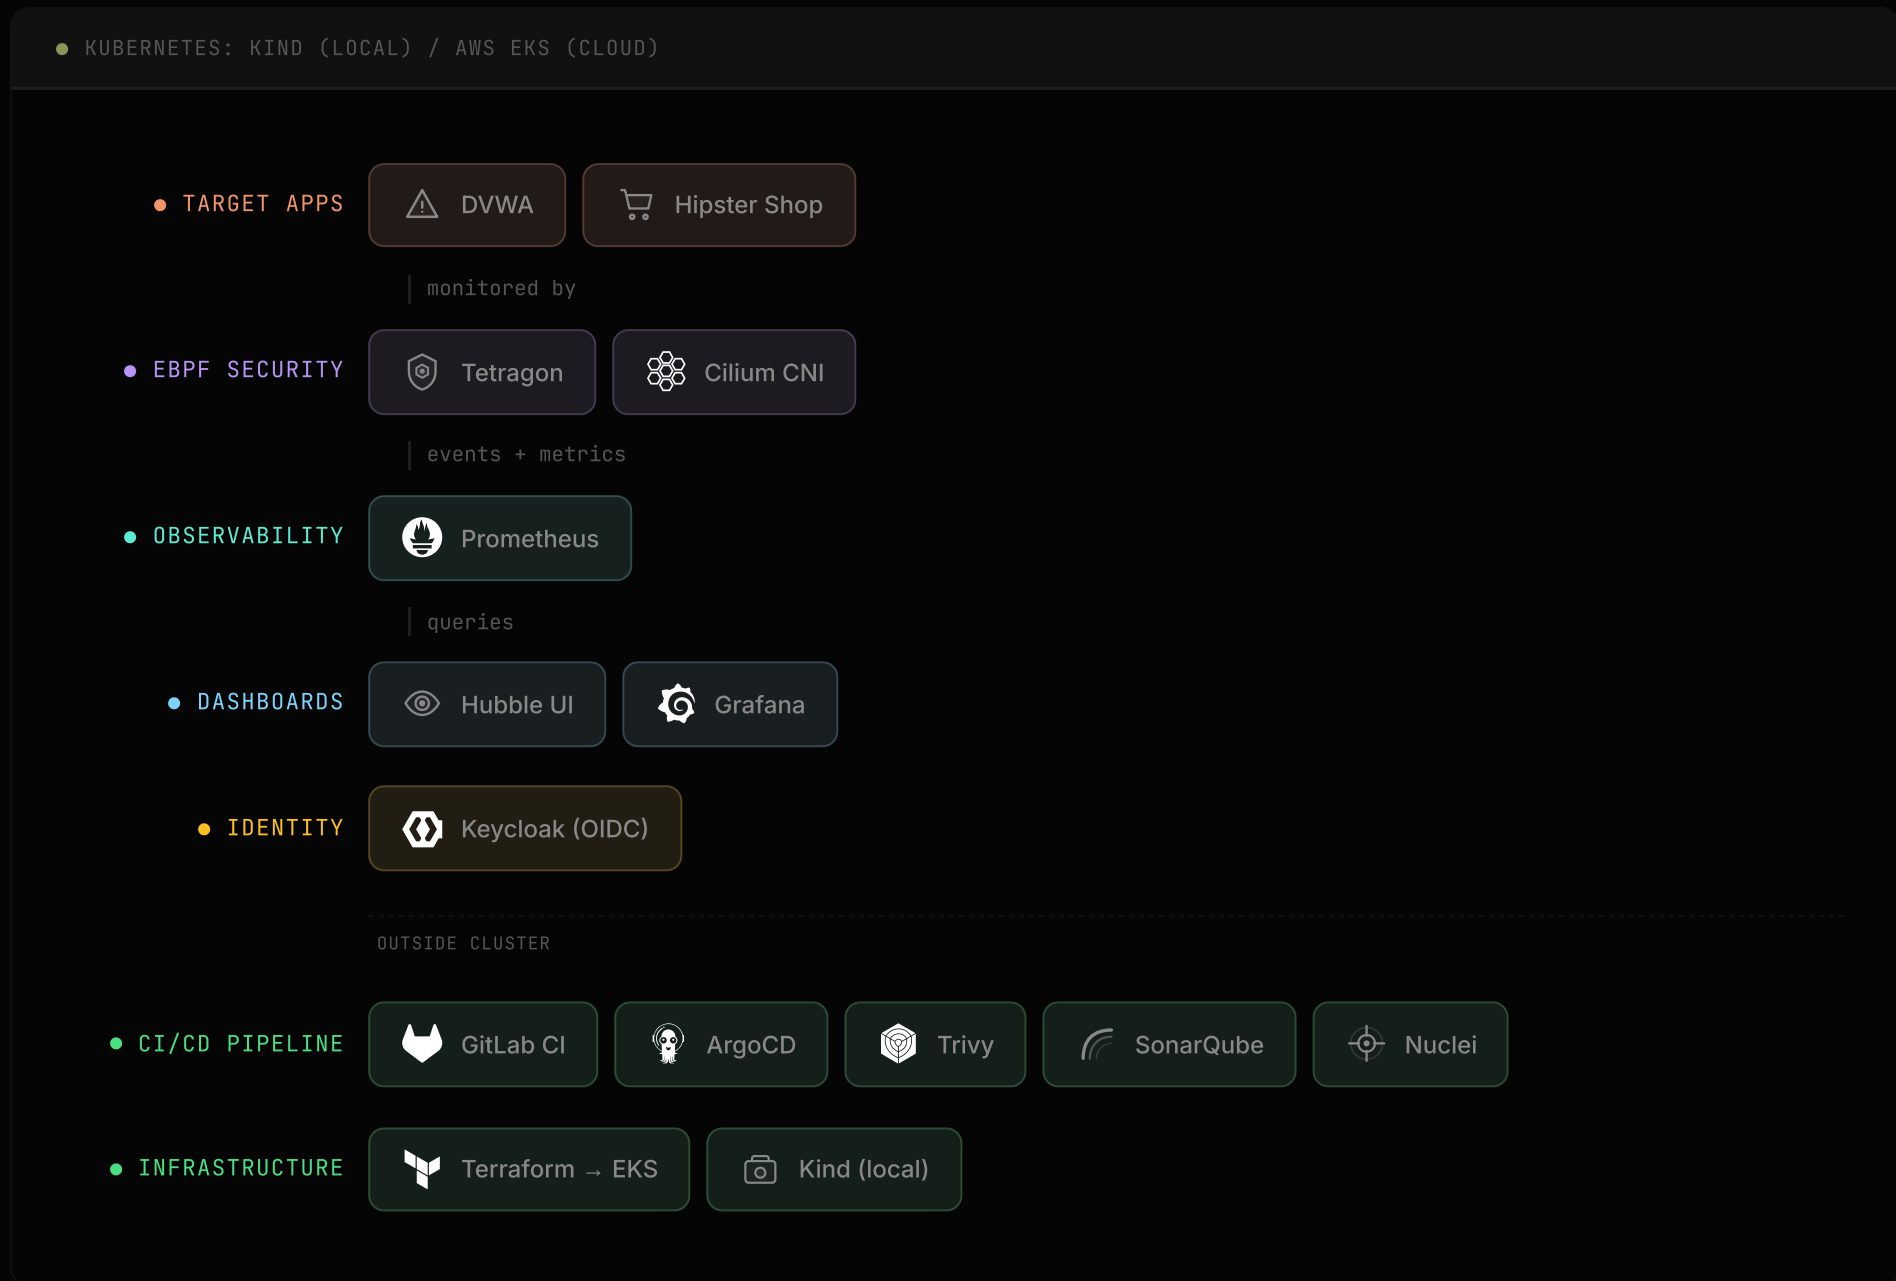 KUBERNETES: KIND (LOCAL) / AWS EKS (CLOUD)
TARGET APPS DVWA Hipster Shop
monitored by
EBPF SECURITY Tetragon Cilium CNI
events + metrics
OBSERVABILITY Prometheus
queries
DASHBOARDS Hubble UI Grafana
IDENTITY Keycloak (OIDC)
OUTSIDE CLUSTER
CI/CD PIPELINE GitLab CI ArgoCD Trivy SonarQube Nuclei
INFRASTRUCTURE Terraform → EKS Kind (local)